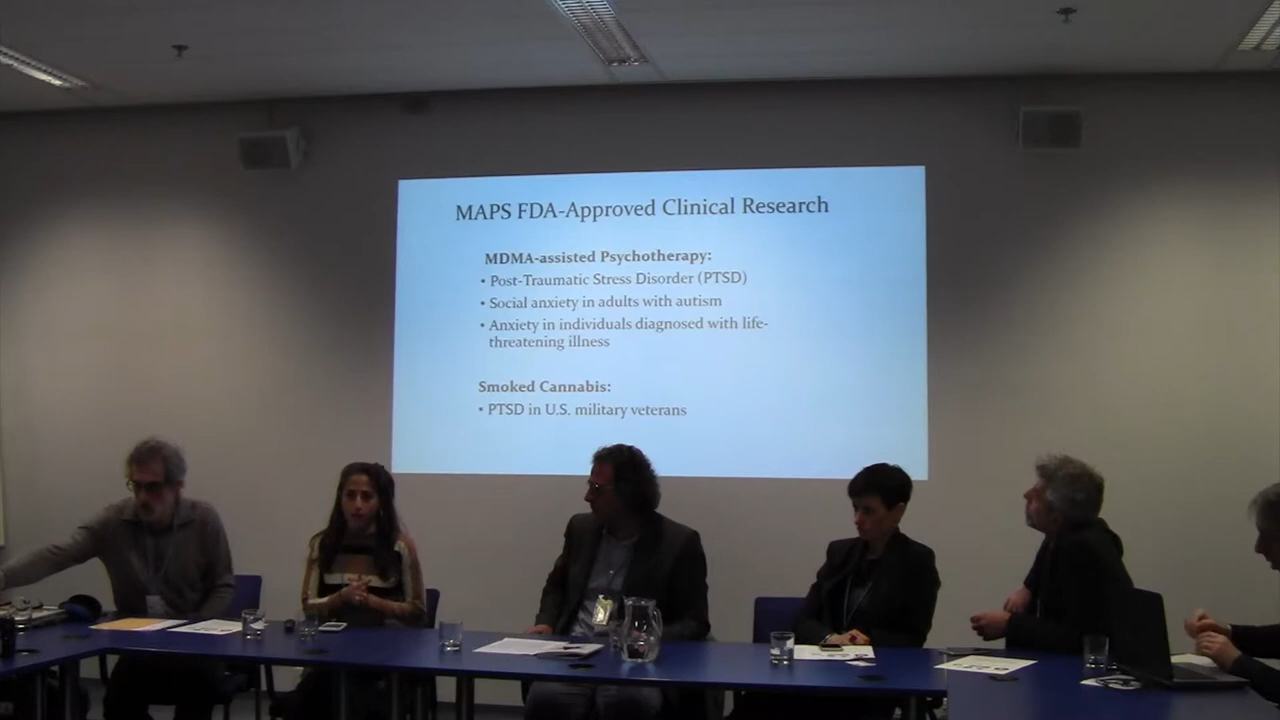 MAPS FDA-Approved Clinical Research
MDMA-assisted Psychotherapy:
• Post-Traumatic Stress Disorder (PTSD)
• Social anxiety in adults with autism
• Anxiety in individuals diagnosed with life-
threatening illness
Smoked Cannabis:
• PTSD in U.S. military veterans